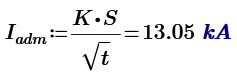 I_adm := K • S / √t = 13.05 kA